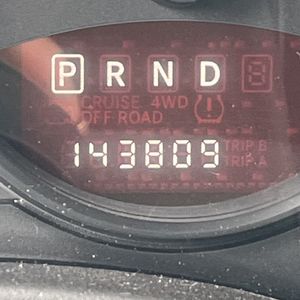 P R N D 8
CRUISE 4WD
OFF ROAD
143809 TRIP B
TRIP A